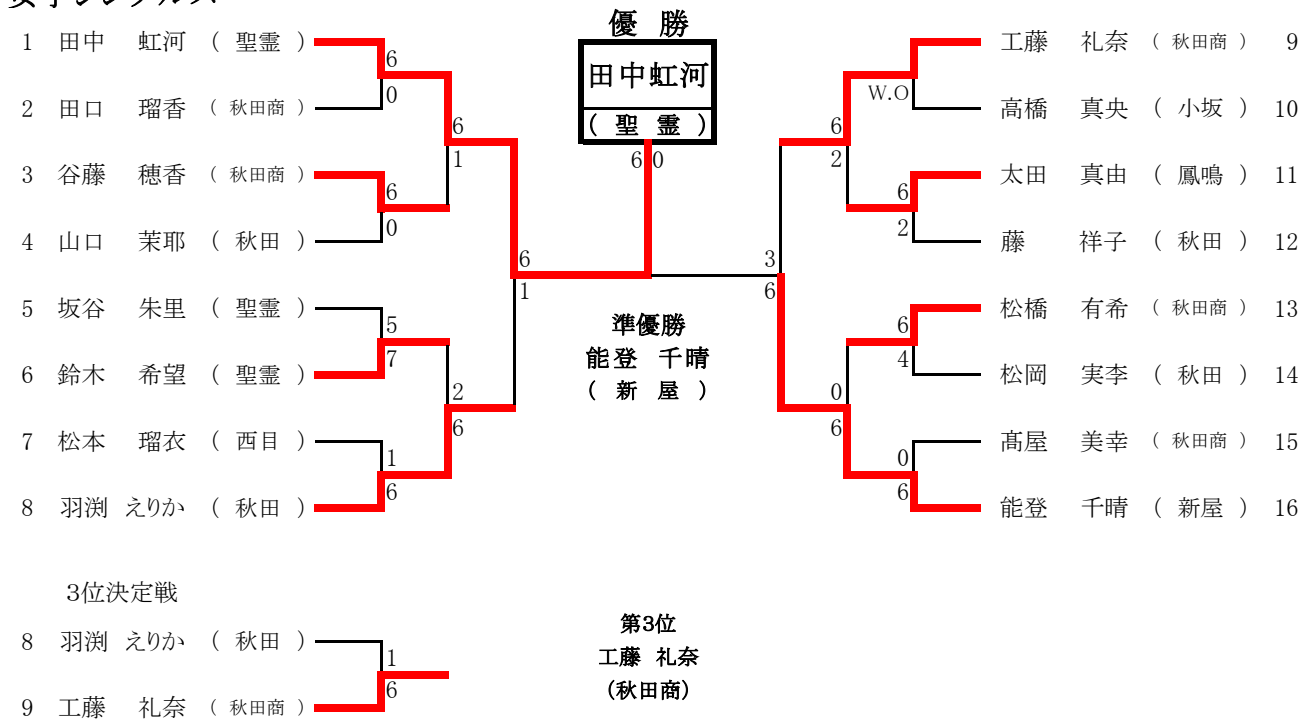 優 勝
田中虹河
( 聖 霊 )
6 0
1 田中 虹河 ( 聖霊 )
6
0
2 田口 瑠香 ( 秋田商 )
6
1
3 谷藤 穂香 ( 秋田商 )
6
0
4 山口 茉耶 ( 秋田 )
6
1
5 坂谷 朱里 ( 聖霊 )
5
7
6 鈴木 希望 ( 聖霊 )
2
6
7 松本 瑠衣 ( 西目 )
1
6
8 羽渕 えりか ( 秋田 )
準優勝
能登 千晴
( 新 屋 )
工藤 礼奈 ( 秋田商 ) 9
W.O
高橋 真央 ( 小坂 ) 10
6
2
太田 真由 ( 鳳鳴 ) 11
6
2
藤 祥子 ( 秋田 ) 12
3
6
松橋 有希 ( 秋田商 ) 13
6
4
松岡 実李 ( 秋田 ) 14
0
6
髙屋 美幸 ( 秋田商 ) 15
0
6
能登 千晴 ( 新屋 ) 16
3位決定戦
8 羽渕 えりか ( 秋田 )
1
6
9 工藤 礼奈 ( 秋田商 )
第3位
工藤 礼奈
(秋田商)